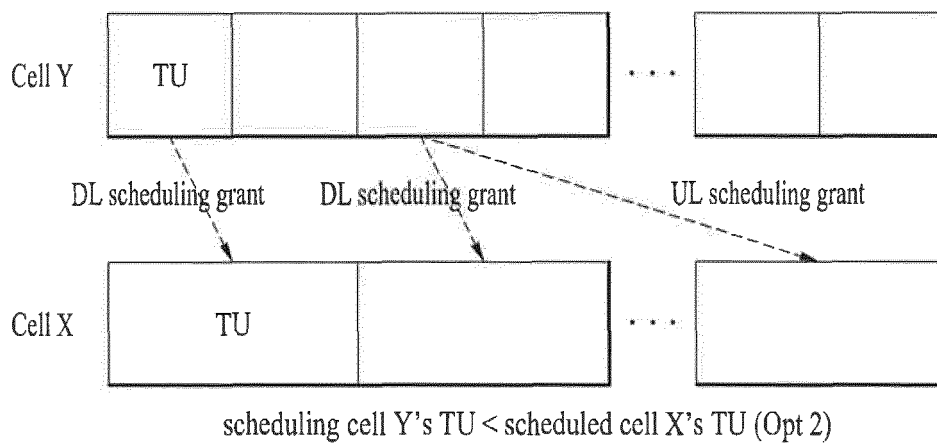 Cell Y
TU
. . .
DL scheduling grant
DL scheduling grant
UL scheduling grant
Cell X
TU
. . .
scheduling cell Y's TU < scheduled cell X's TU (Opt 2)